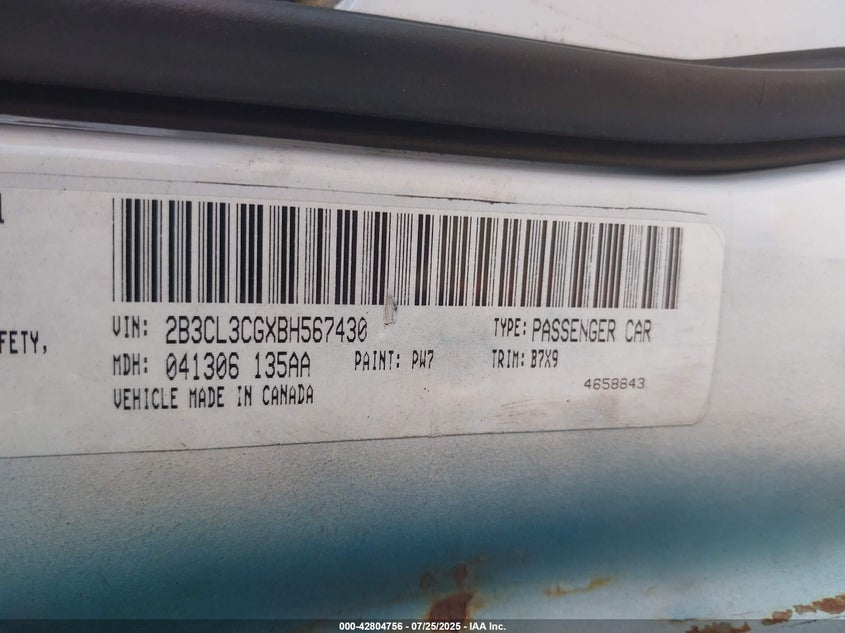 VIN: 2B3CL3CGXBH567430 TYPE: PASSENGER CAR
FETY,
MDH: 041306 135AA PAINT: PW7 TRIM: B7X9
4658843
VEHICLE MADE IN CANADA
000-42804756 - 07/25/2025 - IAA Inc.